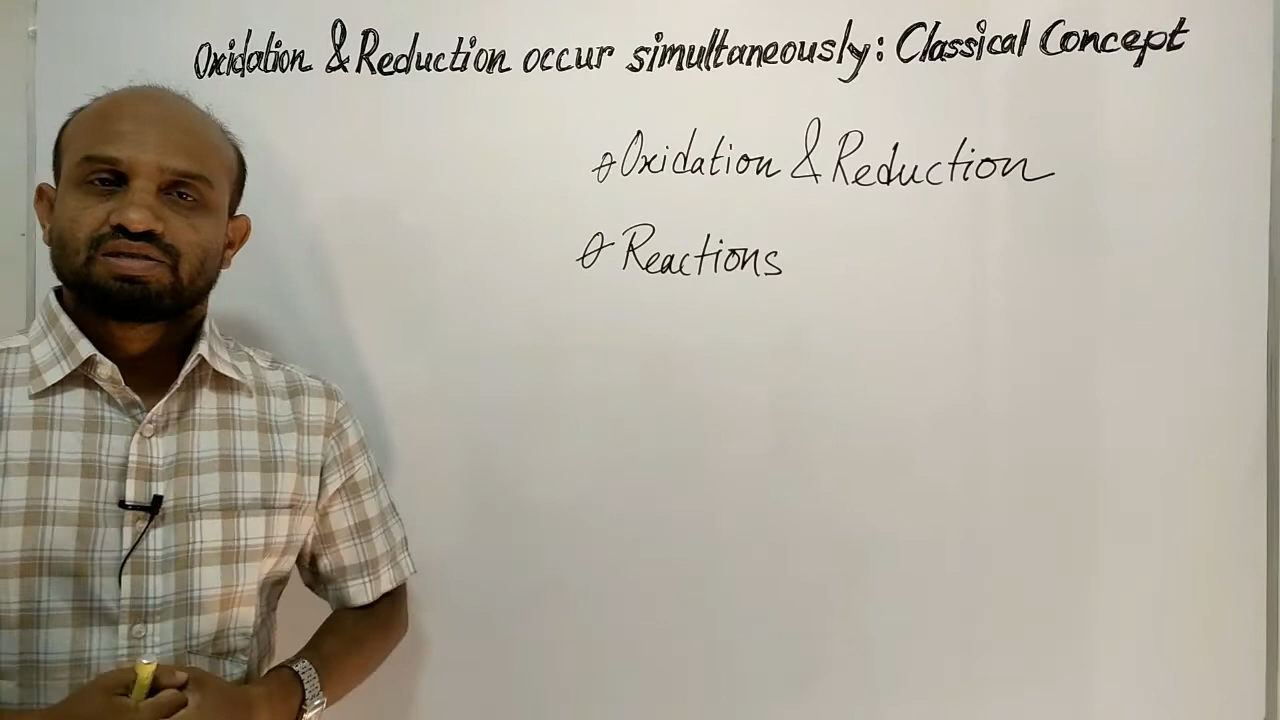 Oxidation & Reduction occur simultaneously: Classical Concept
Oxidation & Reduction
Reactions